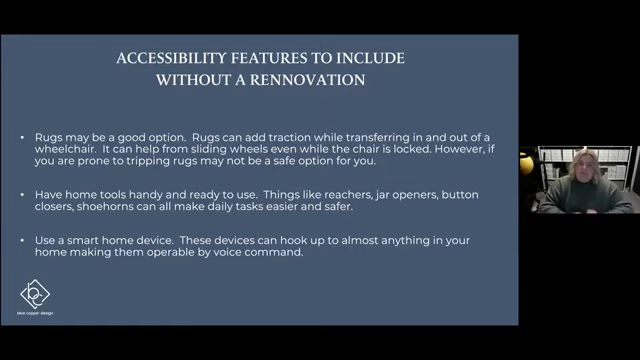 ACCESSIBILITY FEATURES TO INCLUDE
WITHOUT A RENNOVATION
• Rugs may be a good option. Rugs can add traction while transferring in and out of a
wheelchair. It can help from sliding wheels even while the chair is locked. However, if
you are prone to tripping rugs may not be a safe option for you.
• Have home tools handy and ready to use. Things like reachers, jar openers, button
closers, shoehorns can all make daily tasks easier and safer.
• Use a smart home device. These devices can hook up to almost anything in your
home making them operable by voice command.
bc
blue copper design